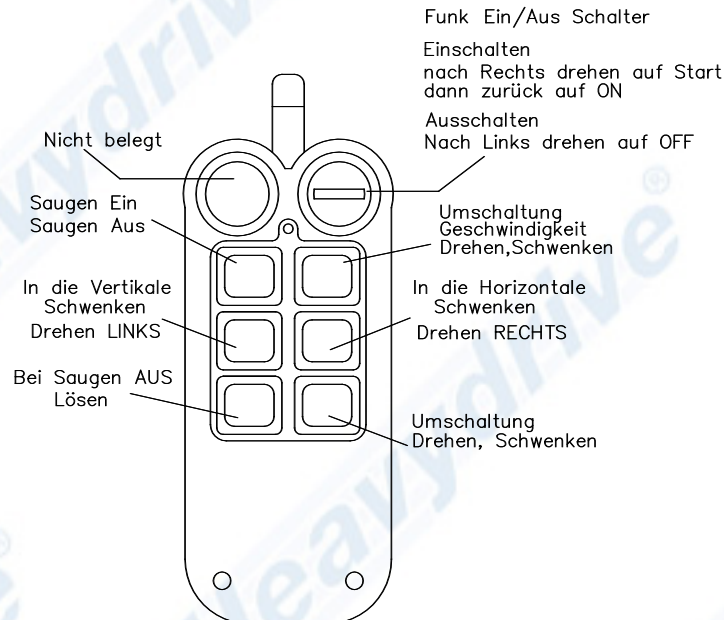 Funk Ein/Aus Schalter
Einschalten
nach Rechts drehen auf Start
dann zurück auf ON
Ausschalten
Nach Links drehen auf OFF
Nicht belegt
Saugen Ein
Saugen Aus
Umschaltung
Geschwindigkeit
Drehen,Schwenken
In die Vertikale
Schwenken
Drehen LINKS
In die Horizontale
Schwenken
Drehen RECHTS
Bei Saugen AUS
Lösen
Umschaltung
Drehen, Schwenken
heavydrive
®